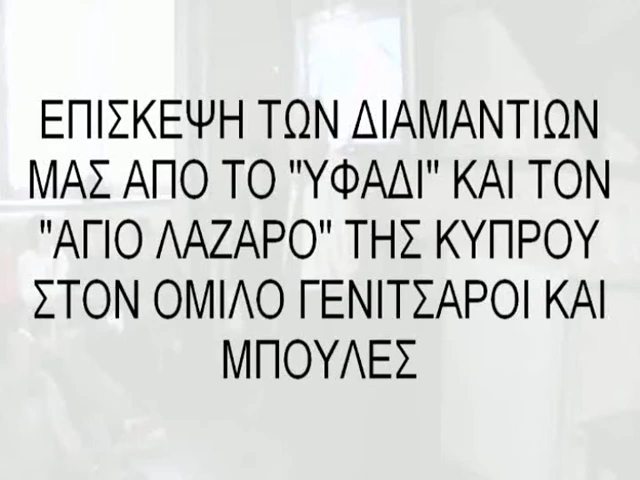 ΕΠΙΣΚΕΨΗ ΤΩΝ ΔΙΑΜΑΝΤΙΩΝ
ΜΑΣ ΑΠΟ ΤΟ "ΥΦΑΔΙ" ΚΑΙ ΤΟΝ
"ΑΓΙΟ ΛΑΖΑΡΟ" ΤΗΣ ΚΥΠΡΟΥ
ΣΤΟΝ ΟΜΙΛΟ ΓΕΝΙΤΣΑΡΟΙ ΚΑΙ
ΜΠΟΥΛΕΣ